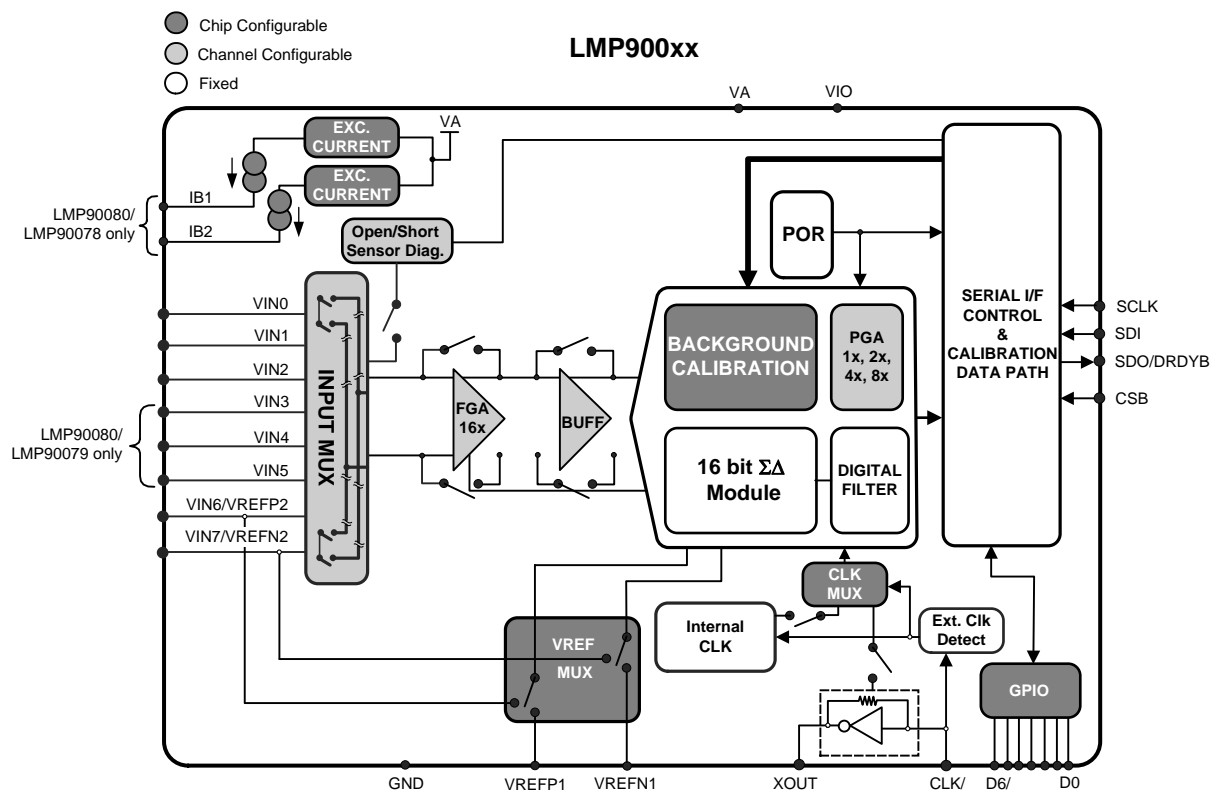 Chip Configurable
Channel Configurable
Fixed
LMP900xx
VA
VIO
EXC.
CURRENT
VA
EXC.
CURRENT
IB1
IB2
LMP90080/
LMP90078 only
Open/Short
Sensor Diag.
POR
SERIAL I/F
CONTROL
&
CALIBRATION
DATA PATH
SCLK
SDI
SDO/DRDYB
CSB
VIN0
VIN1
VIN2
VIN3
VIN4
VIN5
VIN6/VREFP2
VIN7/VREFN2
LMP90080/
LMP90079 only
INPUT MUX
FGA
16x
BUFF
BACKGROUND
CALIBRATION
PGA
1x, 2x,
4x, 8x
16 bit ΣΔ
Module
DIGITAL
FILTER
CLK
MUX
Internal
CLK
Ext. Clk
Detect
VREF
MUX
GPIO
GND
VREFP1
VREFN1
XOUT
CLK/
D6/
D0